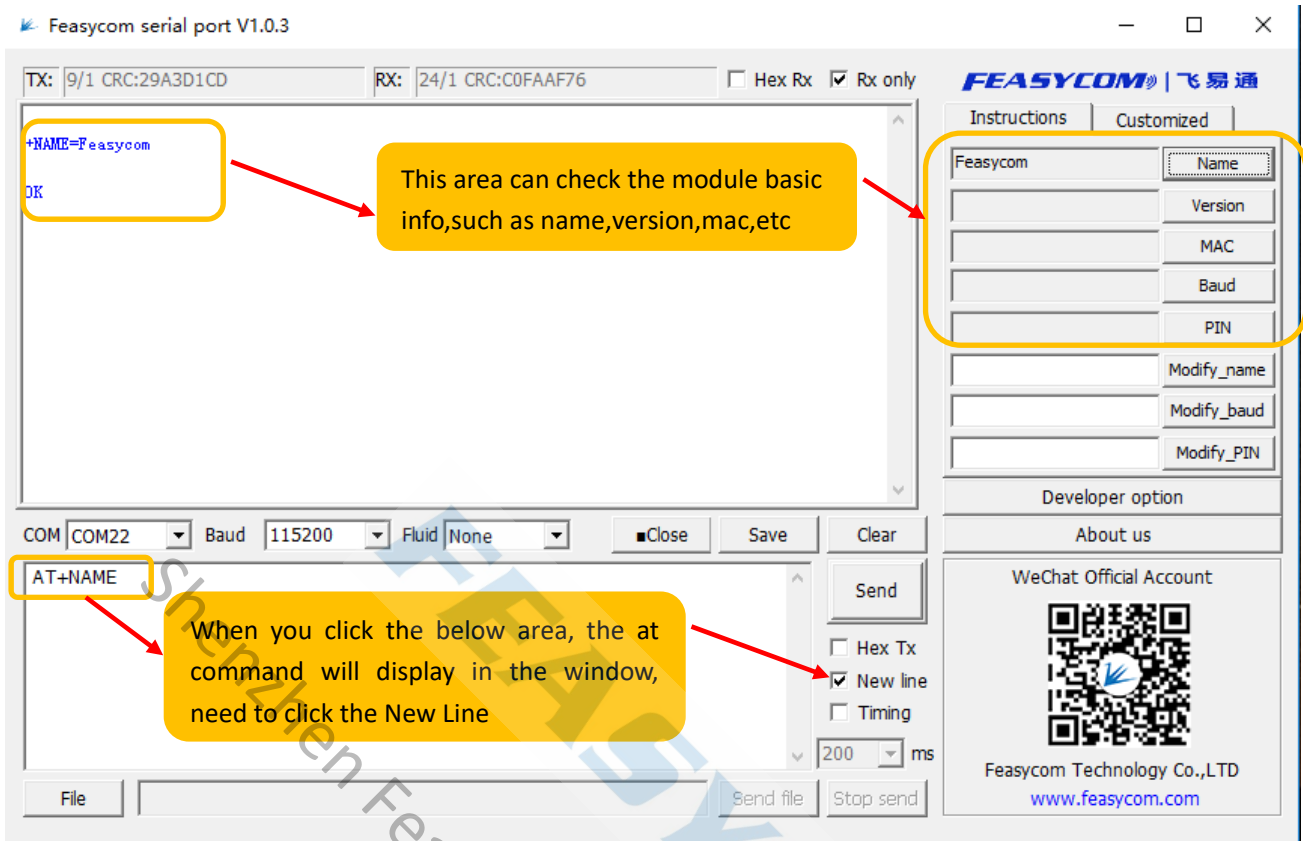 Feasycom serial port V1.0.3
TX: 9/1 CRC:29A3D1CD RX: 24/1 CRC:C0FAAF76 Hex Rx Rx only
FEASYCOM | 飞易通
Instructions Customized
+NAME=Feasycom
OK
This area can check the module basic
info,such as name,version,mac,etc
Feasycom Name
Version
MAC
Baud
PIN
Modify_name
Modify_baud
Modify_PIN
Developer option
About us
COM COM22 Baud 115200 Fluid None ■Close Save Clear
AT+NAME
When you click the below area, the at
command will display in the window,
need to click the New Line
Send
Hex Tx
New line
Timing
200 ms
File Send file Stop send
WeChat Official Account
Feasycom Technology Co.,LTD
www.feasycom.com
Shenzhen Feas
FEASY